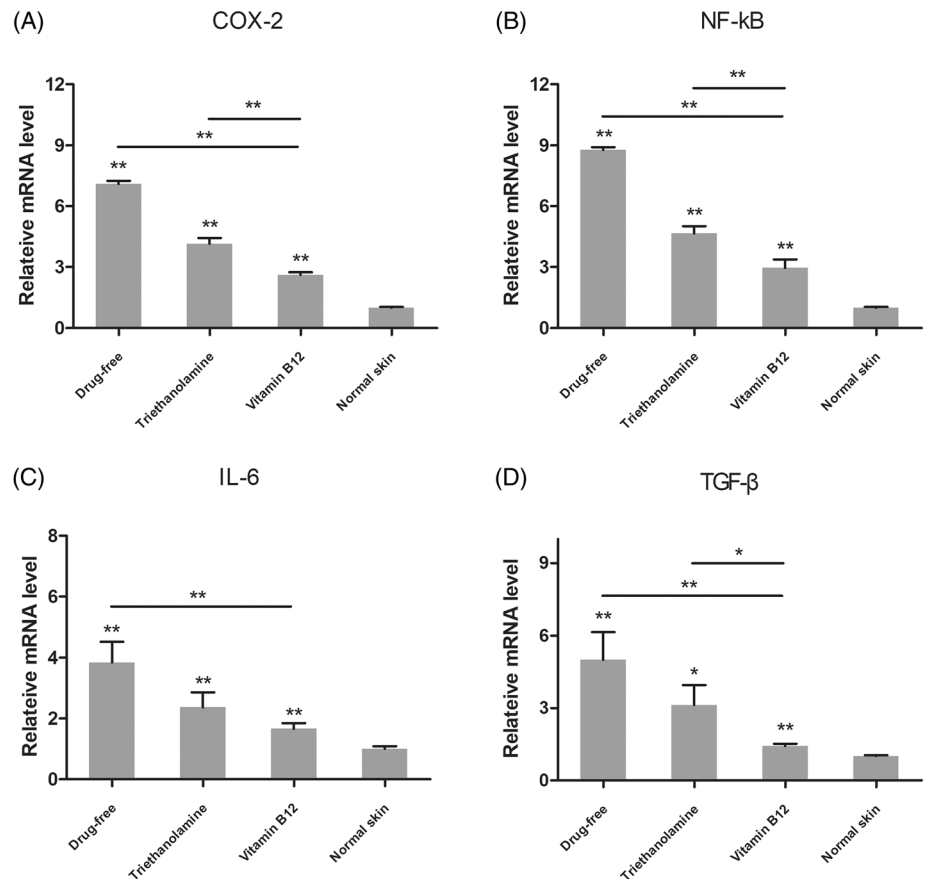 (A)
COX-2
Relateive mRNA level
12
9
6
3
0
**
**
**
**
**
Drug-free
Triethanolamine
Vitamin B12
Normal skin
(B)
NF-kB
Relateive mRNA level
12
9
6
3
0
**
**
**
**
**
Drug-free
Triethanolamine
Vitamin B12
Normal skin
(C)
IL-6
Relateive mRNA level
8
6
4
2
0
**
**
**
**
Drug-free
Triethanolamine
Vitamin B12
Normal skin
(D)
TGF-β
Relateive mRNA level
9
6
3
0
*
**
**
*
**
Drug-free
Triethanolamine
Vitamin B12
Normal skin